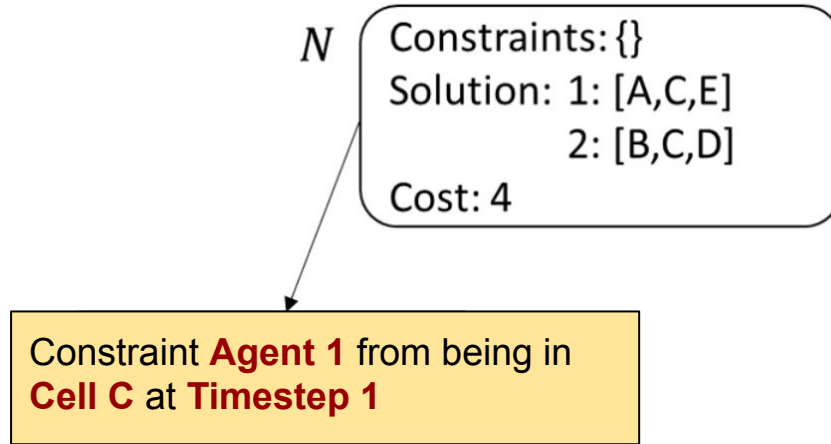 N
Constraints: {}
Solution: 1: [A,C,E]
2: [B,C,D]
Cost: 4
Constraint Agent 1 from being in
Cell C at Timestep 1